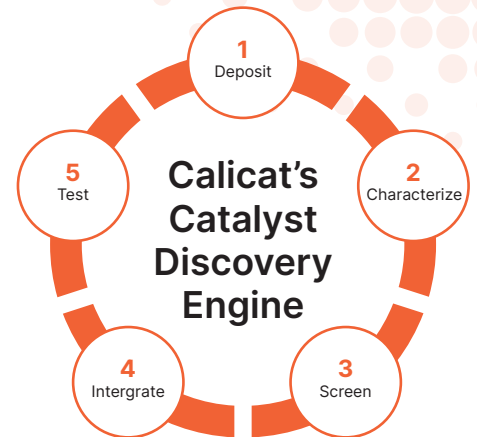 1
Deposit
2
Characterize
3
Screen
4
Intergrate
5
Test
Calicat’s
Catalyst
Discovery
Engine